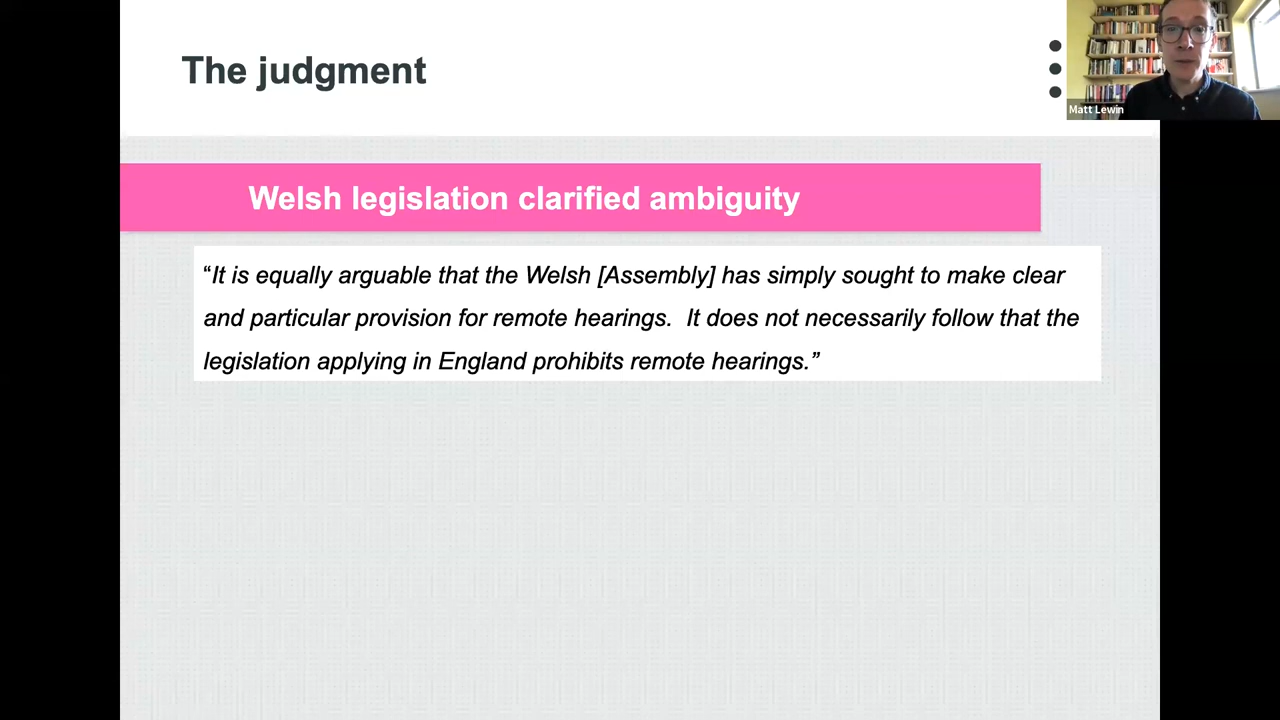 The judgment
Matt Lewin
Welsh legislation clarified ambiguity
“It is equally arguable that the Welsh [Assembly] has simply sought to make clear
and particular provision for remote hearings.  It does not necessarily follow that the
legislation applying in England prohibits remote hearings.”